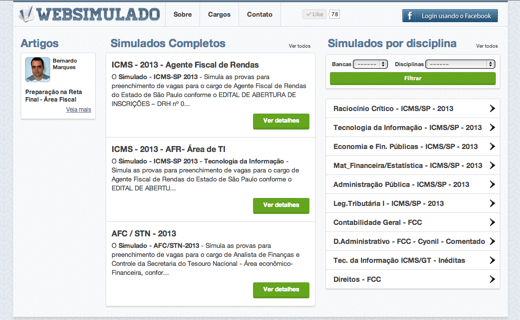 WEBSIMULADO
Sobre
Cargos
Contato
Like
78
Login usando o Facebook
Artigos
Bernardo
Marques
Preparação na Reta
Final - Área Fiscal
Veja mais
Simulados Completos
Ver todos
ICMS - 2013 - Agente Fiscal de Rendas
O Simulado - ICMS-SP 2013 - Simula as provas para
preenchimento de vagas para o cargo de Agente Fiscal de Rendas
do Estado de São Paulo conforme o EDITAL DE ABERTURA DE
INSCRIÇÕES – DRH nº 0...
Ver detalhes
ICMS - 2013 - AFR- Área de TI
O Simulado - ICMS-SP 2013 - Tecnologia da Informação -
Simula as provas para preenchimento de vagas para o cargo de
Agente Fiscal de Rendas do Estado de São Paulo conforme o
EDITAL DE ABERTU...
Ver detalhes
AFC / STN - 2013
O Simulado - AFC/STN-2013 - Simula as provas para
preenchimento de vagas para o cargo de Analista de Finanças e
Controle da Secretaria do Tesouro Nacional - Área econômico-
Financeira, confor...
Ver detalhes
Simulados por disciplina
Ver todos
Bancas ------
Disciplinas ------
Filtrar
Raciocínio Crítico - ICMS/SP - 2013
Tecnologia da Informação - ICMS/SP - 2013
Economia e Fin. Públicas - ICMS/SP - 2013
Mat_Financeira/Estatística - ICMS/SP - 2013
Administração Pública - ICMS/SP - 2013
Leg.Tributária I - ICMS/SP - 2013
Contabilidade Geral - FCC
D.Administrativo - FCC - Cyonil - Comentado
Tec. da Informação ICMS/GT - Inéditas
Direitos - FCC